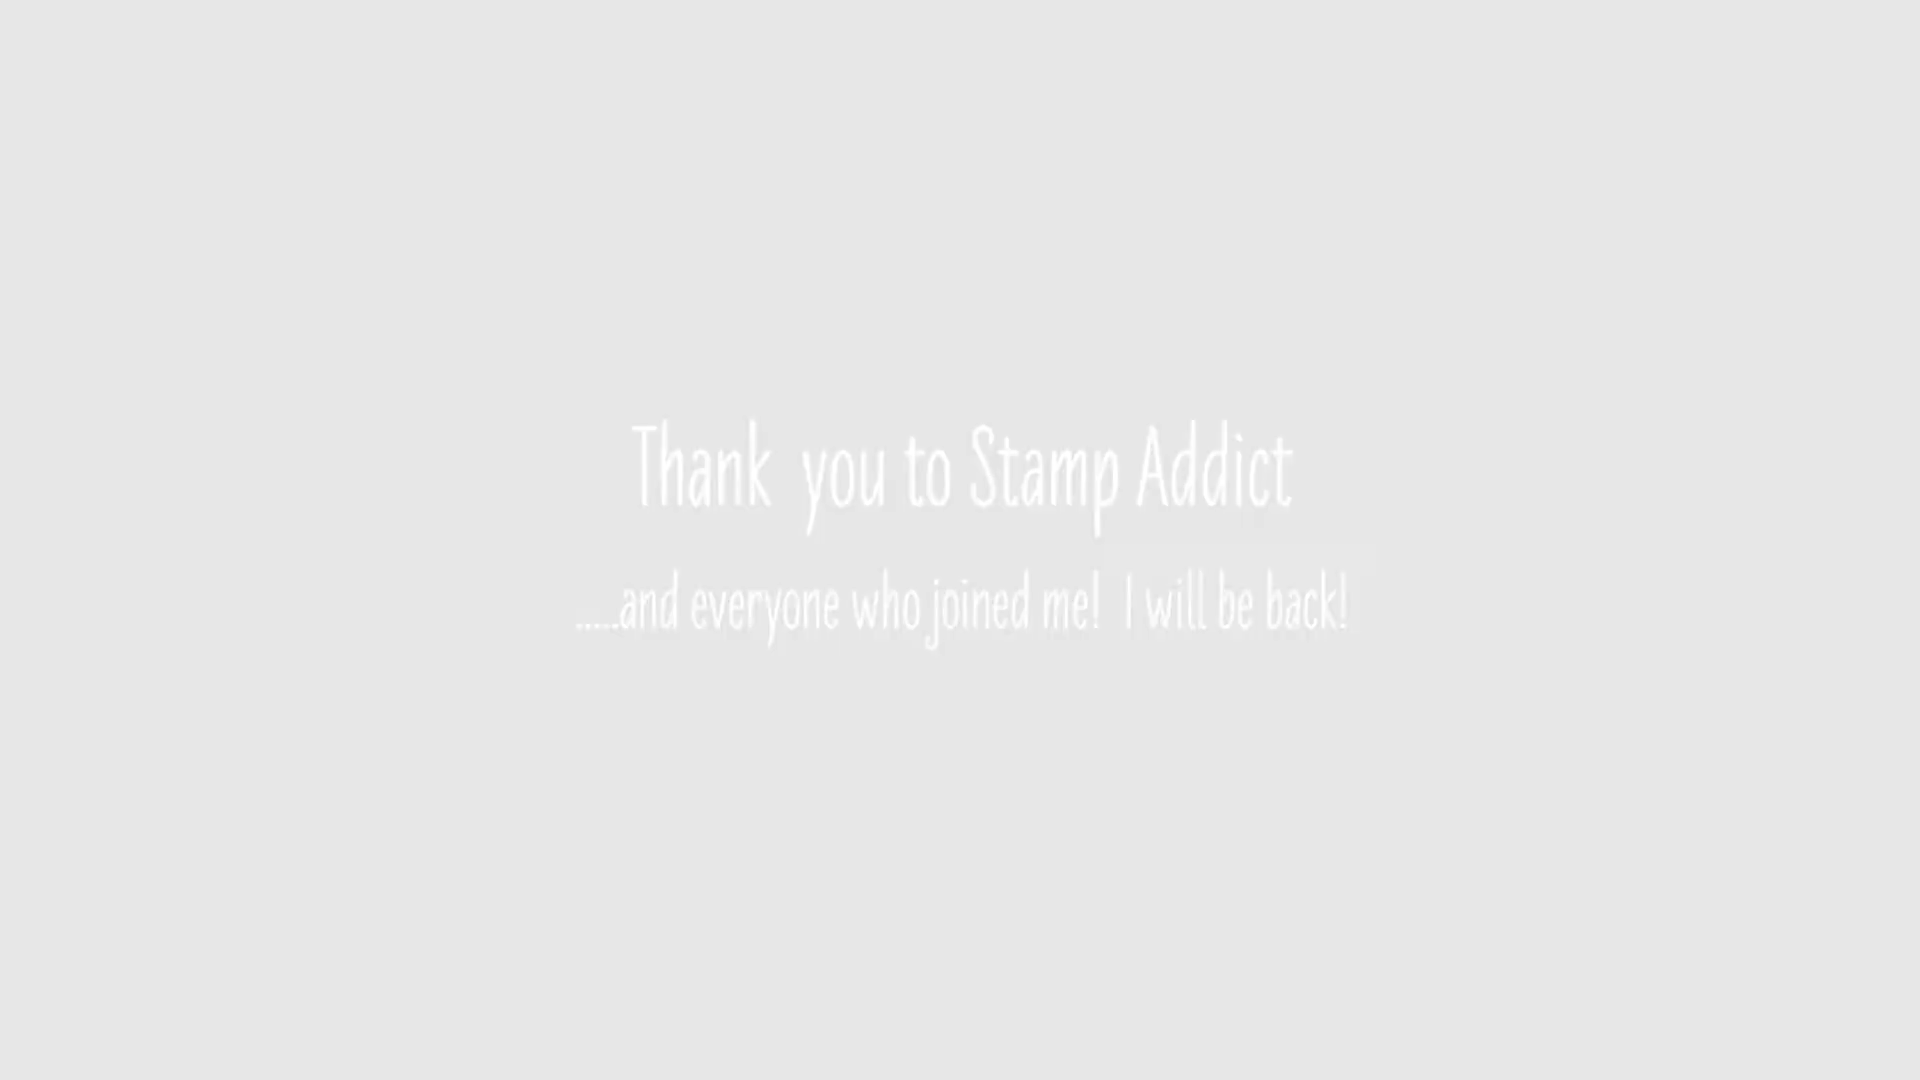 Thank  you to Stamp Addict
.....and everyone who joined me!  I will be back!